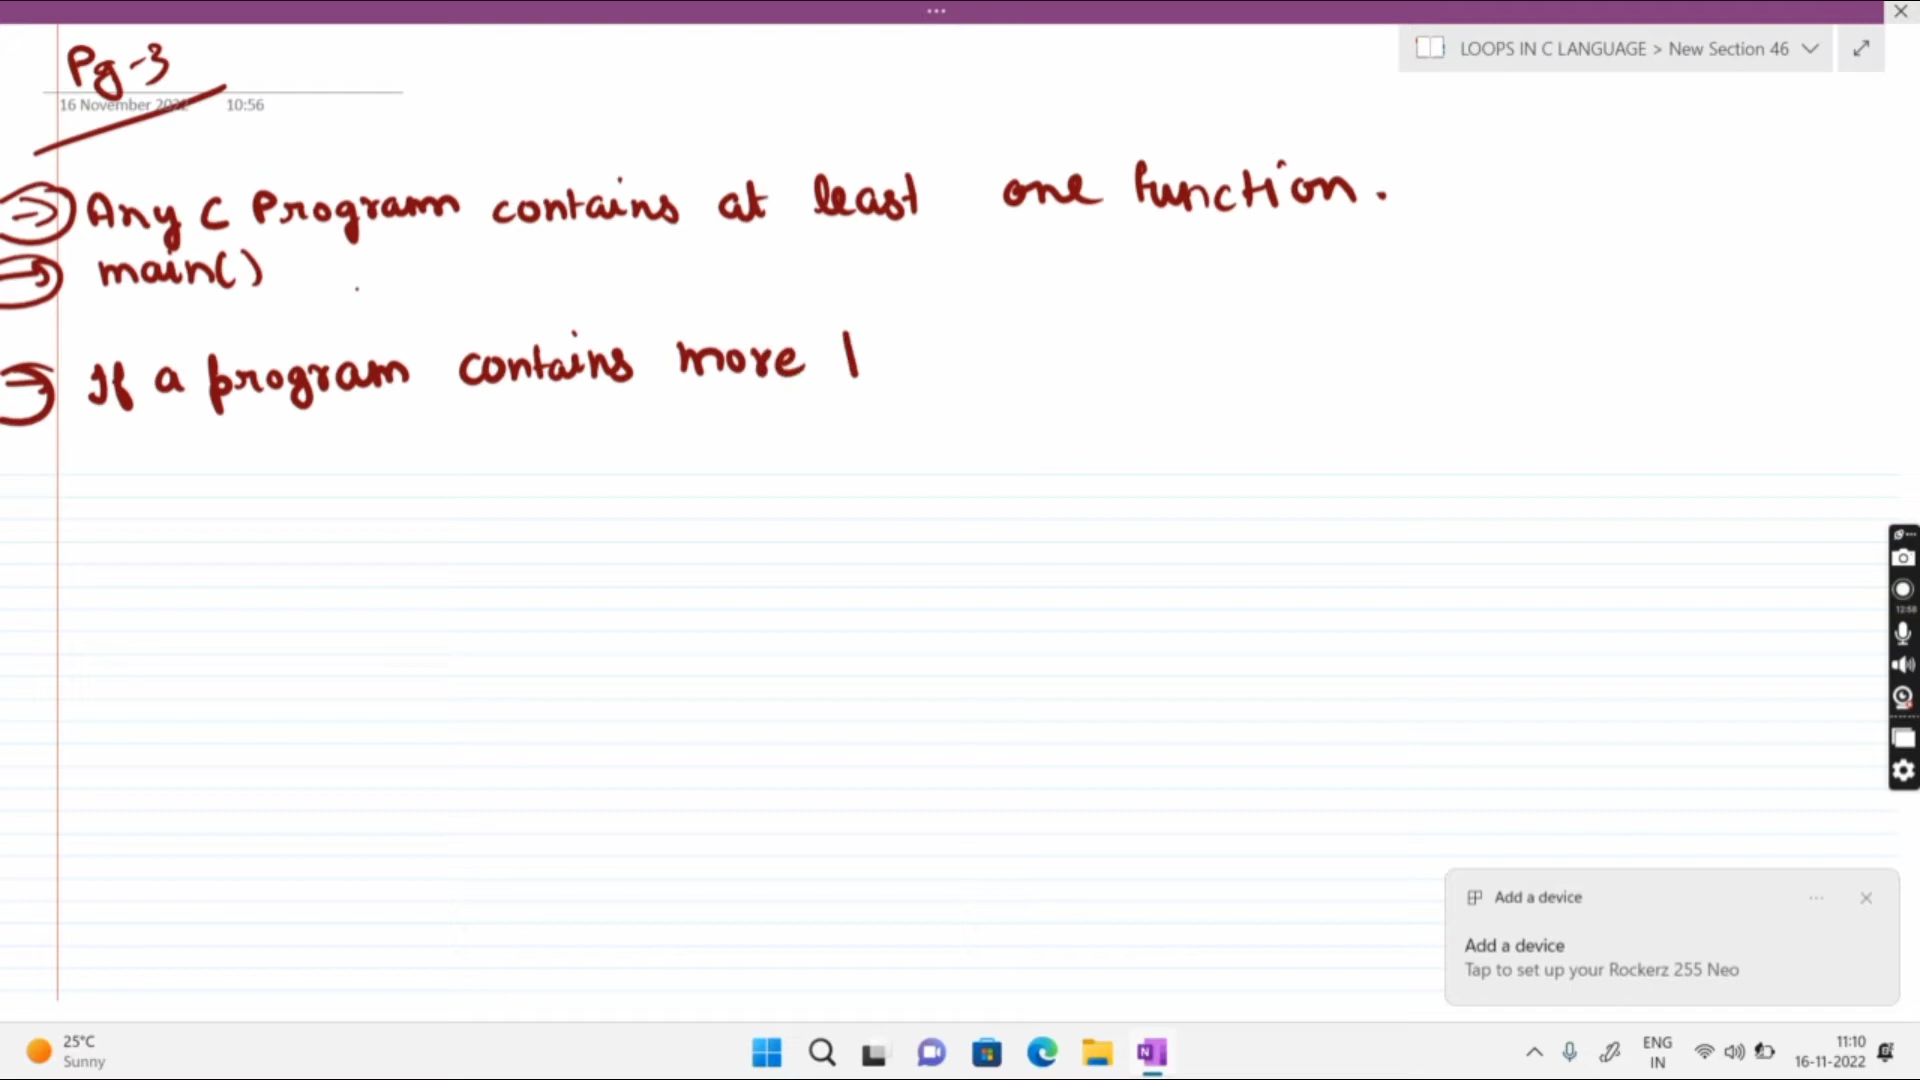 ...
LOOPS IN C LANGUAGE > New Section 46
Pg-3
16 November 2022 10:56
Any C Program contains at least one function.
main()
If a program contains more
12:58
Add a device
Add a device
Tap to set up your Rockerz 255 Neo
25°C
Sunny
ENG
IN
11:10
16-11-2022